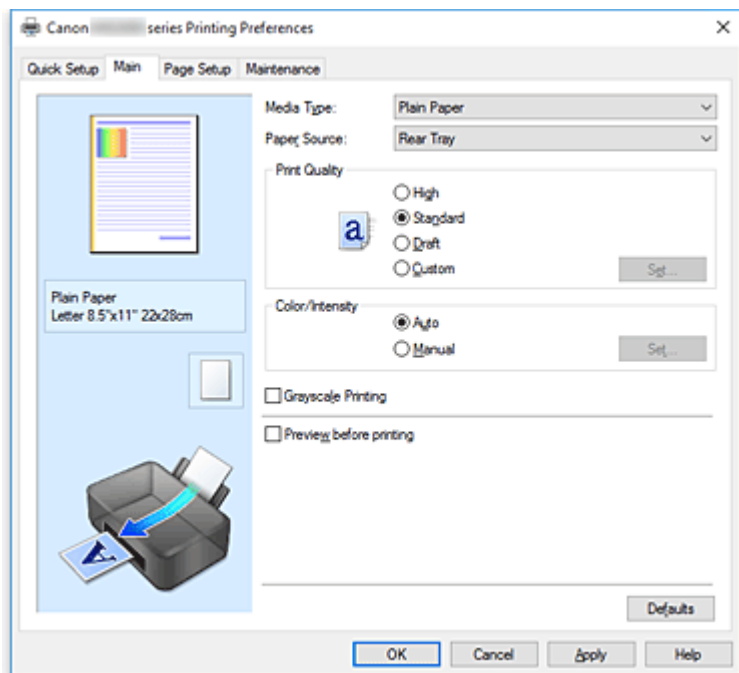 Canon series Printing Preferences
Quick Setup Main Page Setup Maintenance
Media Type: Plain Paper
Paper Source: Rear Tray
Print Quality
High
a
Standard
Draft
Custom Set...
Plain Paper
Letter 8.5"x11" 22x28cm
Color/Intensity
Auto
Manual Set...
Grayscale Printing
Preview before printing
A
Defaults
OK Cancel Apply Help